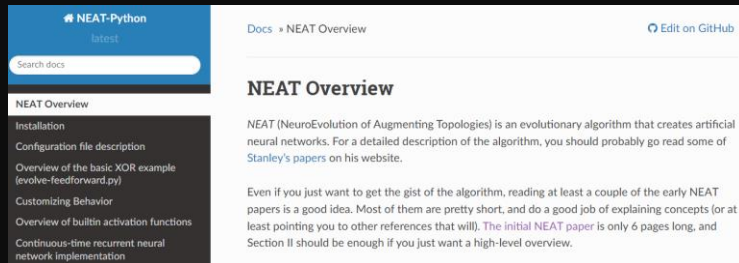 NEAT-Python
latest
Search docs
NEAT Overview
Installation
Configuration file description
Overview of the basic XOR example
(evolve-feedforward.py)
Customizing Behavior
Overview of builtin activation functions
Continuous-time recurrent neural
network implementation
Docs » NEAT Overview
Edit on GitHub
NEAT Overview
NEAT (NeuroEvolution of Augmenting Topologies) is an evolutionary algorithm that creates artificial
neural networks. For a detailed description of the algorithm, you should probably go read some of
Stanley's papers on his website.
Even if you just want to get the gist of the algorithm, reading at least a couple of the early NEAT
papers is a good idea. Most of them are pretty short, and do a good job of explaining concepts (or at
least pointing you to other references that will). The initial NEAT paper is only 6 pages long, and
Section II should be enough if you just want a high-level overview.